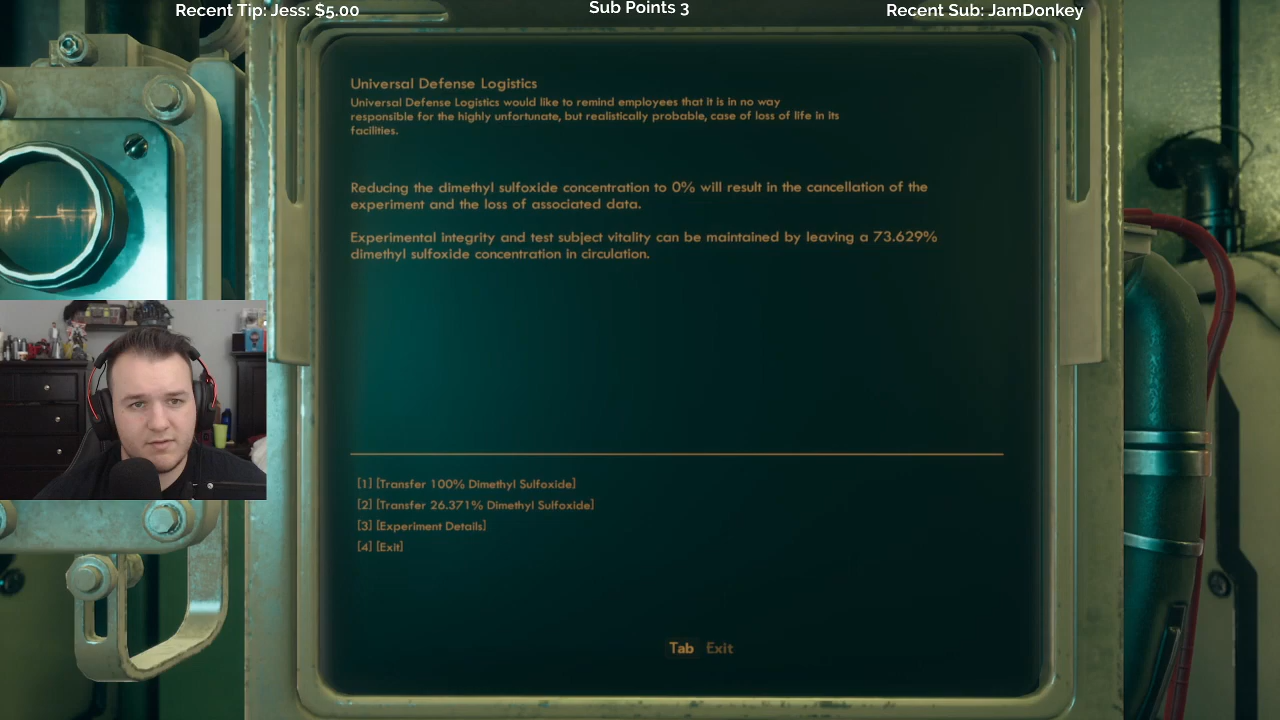 Recent Tip: Jess: $5.00
Sub Points 3
Recent Sub: JamDonkey
Universal Defense Logistics
Universal Defense Logistics would like to remind employees that it is in no way
responsible for the highly unfortunate, but realistically probable, case of loss of life in its
facilities.
Reducing the dimethyl sulfoxide concentration to 0% will result in the cancellation of the
experiment and the loss of associated data.
Experimental integrity and test subject vitality can be maintained by leaving a 73.629%
dimethyl sulfoxide concentration in circulation.
[1] [Transfer 100% Dimethyl Sulfoxide]
[2] [Transfer 26.371% Dimethyl Sulfoxide]
[3] [Experiment Details]
[4] [Exit]
Tab Exit